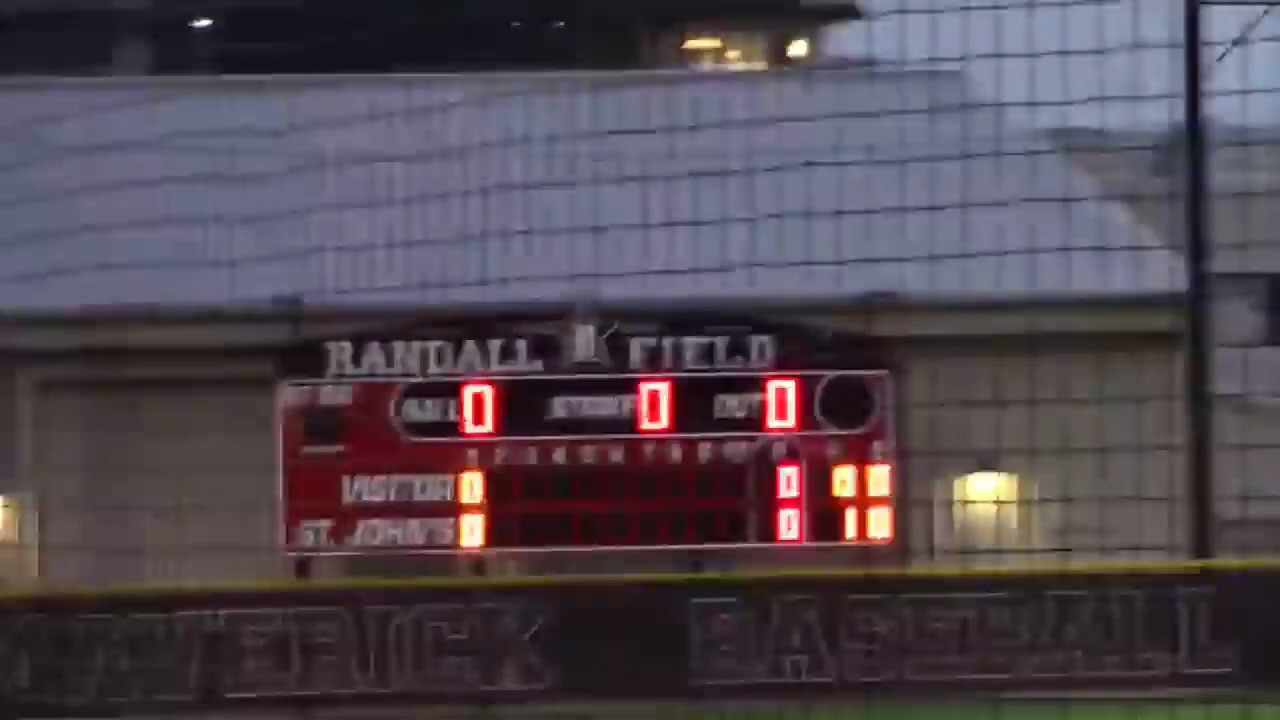 RANDALL FIELD
BALL 0 STRIKE 0 OUT 0
VISITOR 0 0 0 0
ST. JOHN'S 0 0 1 0
MAVERICK BASEBALL